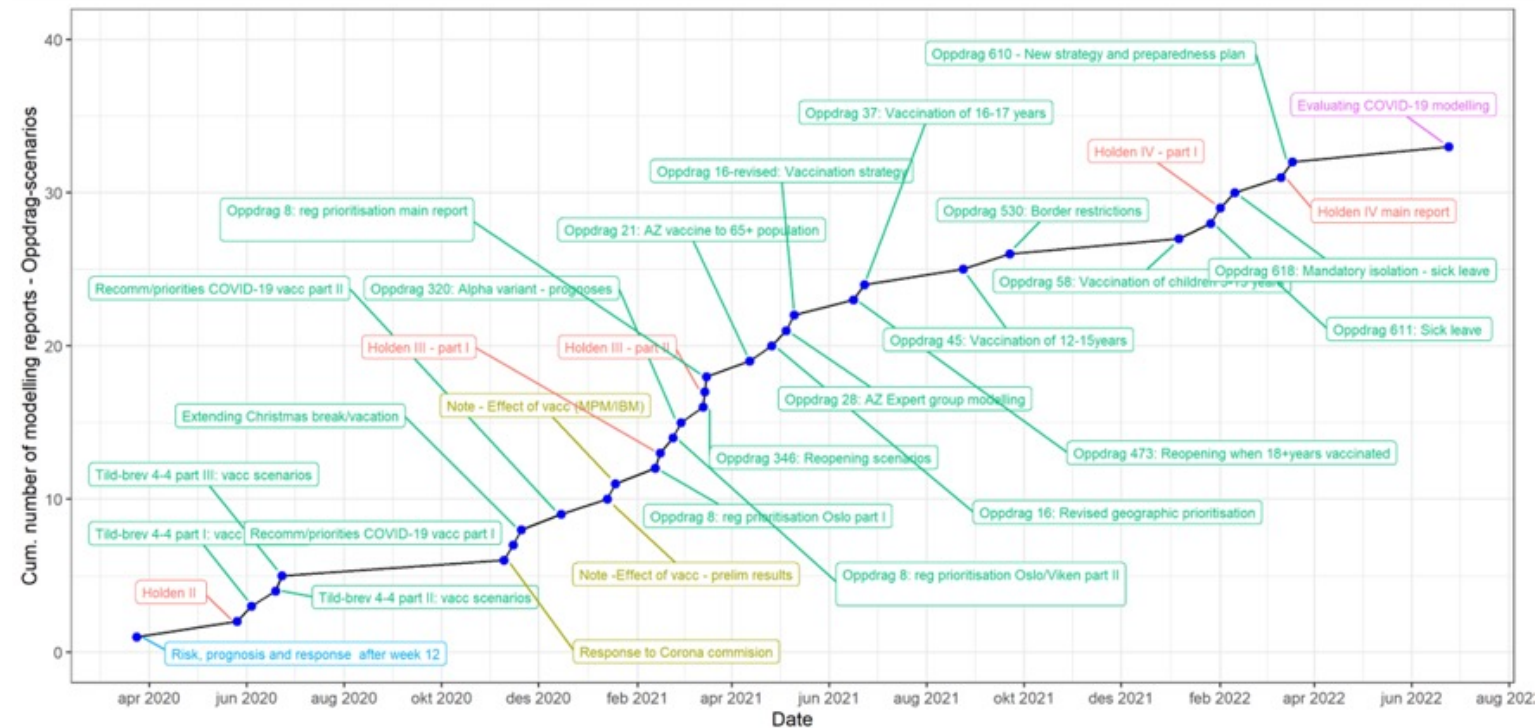 Cum. number of modelling reports - Oppdrag-scenarios
40
30
20
10
0
Oppdrag 610 - New strategy and preparedness plan
Evaluating COVID-19 modelling
Oppdrag 37: Vaccination of 16-17 years
Holden IV - part I
Oppdrag 16-revised: Vaccination strategy
Oppdrag 8: reg prioritisation main report
Oppdrag 530: Border restrictions
Holden IV main report
Oppdrag 21: AZ vaccine to 65+ population
Oppdrag 618: Mandatory isolation - sick leave
Oppdrag 58: Vaccination of children 5-15 years
Recomm/priorities COVID-19 vacc part II
Oppdrag 320: Alpha variant - prognoses
Oppdrag 611: Sick leave
Oppdrag 45: Vaccination of 12-15years
Holden III - part I
Holden III - part II
Oppdrag 28: AZ Expert group modelling
Note - Effect of vacc (MPM/IBM)
Extending Christmas break/vacation
Oppdrag 473: Reopening when 18+years vaccinated
Oppdrag 346: Reopening scenarios
Tild-brev 4-4 part III: vacc scenarios
Oppdrag 16: Revised geographic prioritisation
Oppdrag 8: reg prioritisation Oslo part I
Tild-brev 4-4 part I: vacc
Recomm/priorities COVID-19 vacc part I
Note -Effect of vacc - prelim results
Oppdrag 8: reg prioritisation Oslo/Viken part II
Holden II
Tild-brev 4-4 part II: vacc scenarios
Risk, prognosis and response after week 12
Response to Corona commision
apr 2020 jun 2020 aug 2020 okt 2020 des 2020 feb 2021 apr 2021 jun 2021 aug 2021 okt 2021 des 2021 feb 2022 apr 2022 jun 2022 aug 202
Date